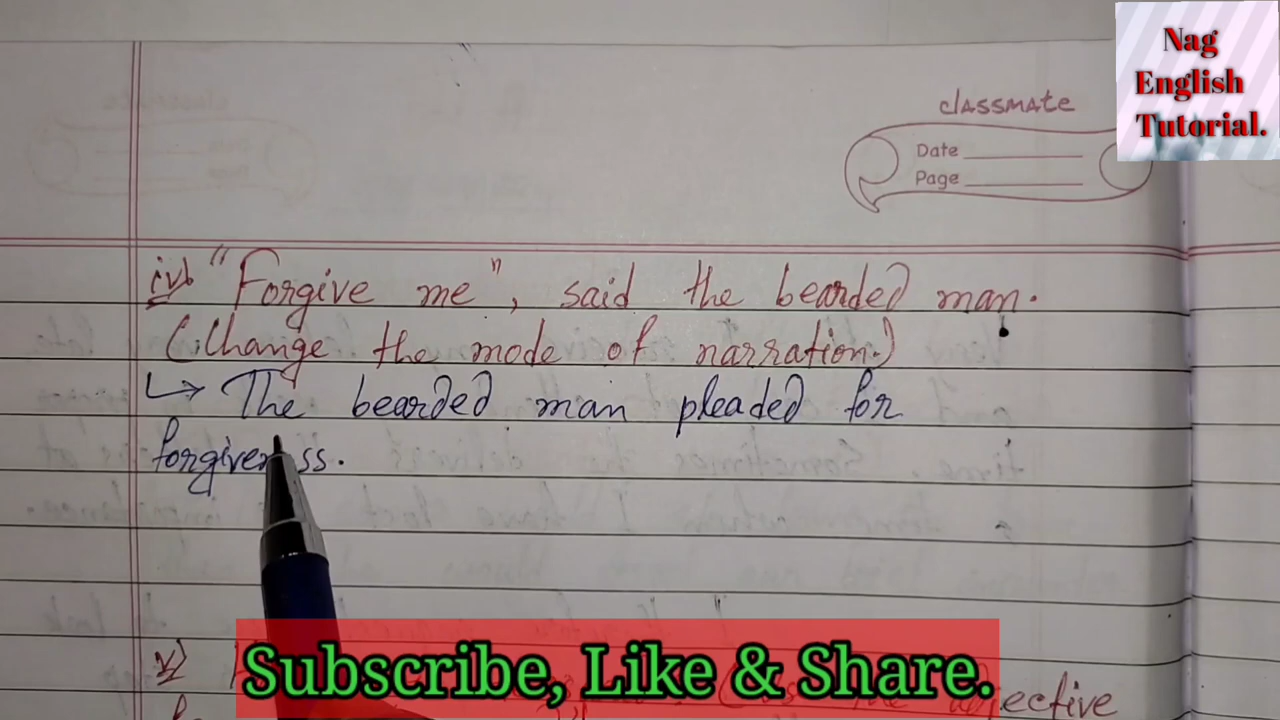 Nag
English
Tutorial.
classmate
Date
Page
iv) "Forgive me", said the bearded man.
(Change the mode of narration.)
↳ The bearded man pleaded for
forgiveness.
v)
adjective
Subscribe, Like & Share.